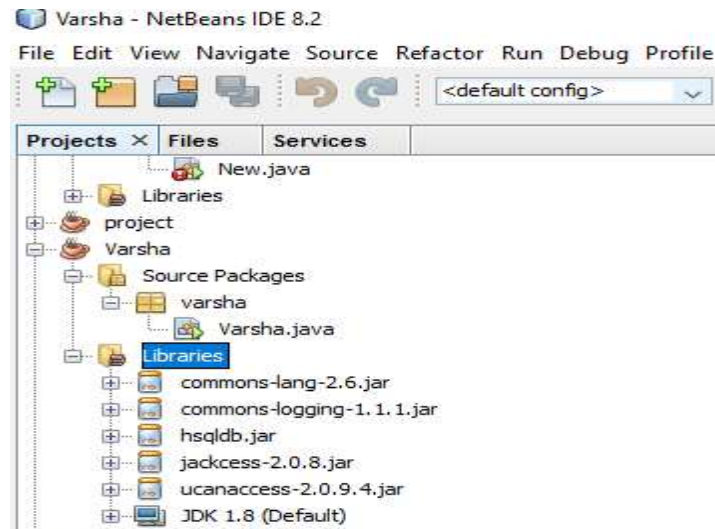 Varsha - NetBeans IDE 8.2
File Edit View Navigate Source Refactor Run Debug Profile
<default config>
Projects × Files Services
New.java
Libraries
project
Varsha
Source Packages
varsha
Varsha.java
Libraries
commons-lang-2.6.jar
commons-logging-1.1.1.jar
hsqldb.jar
jackcess-2.0.8.jar
ucanaccess-2.0.9.4.jar
JDK 1.8 (Default)